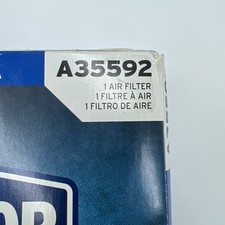 A35592
1 AIR FILTER
1 FILTRE À AIR
1 FILTRO DE AIRE